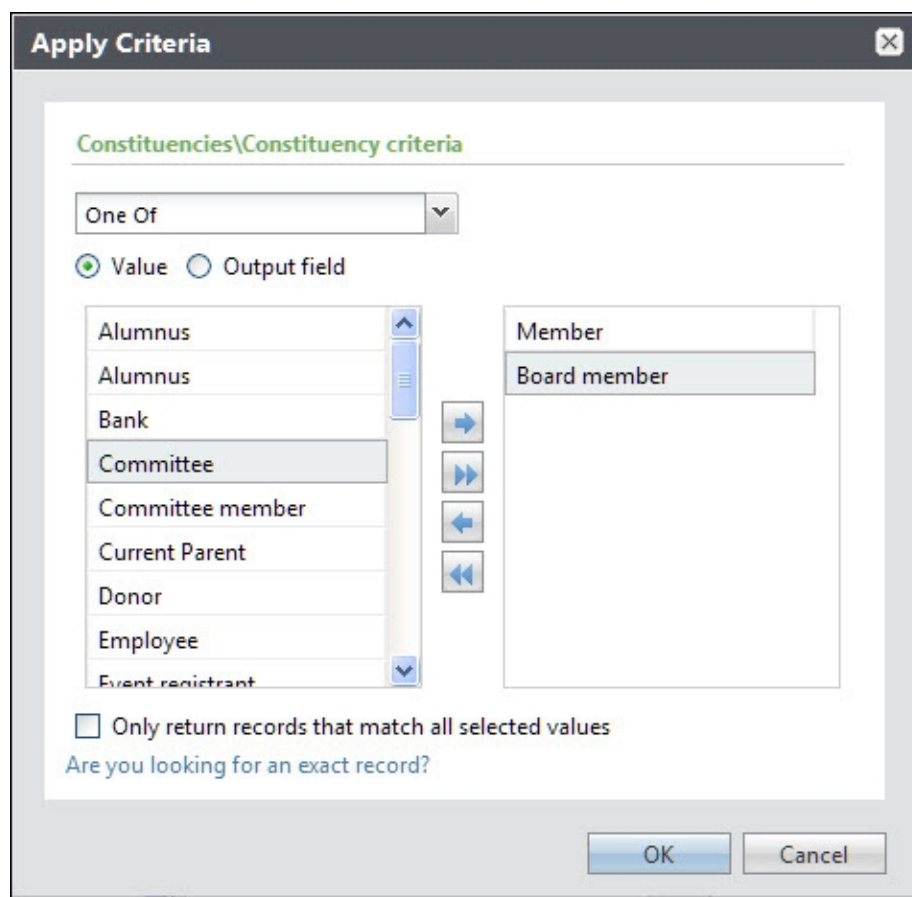 Apply Criteria
Constituencies\Constituency criteria
One Of
Value Output field
Alumnus
Alumnus
Bank
Committee
Committee member
Current Parent
Donor
Employee
Event registrant
Member
Board member
Only return records that match all selected values
Are you looking for an exact record?
OK Cancel